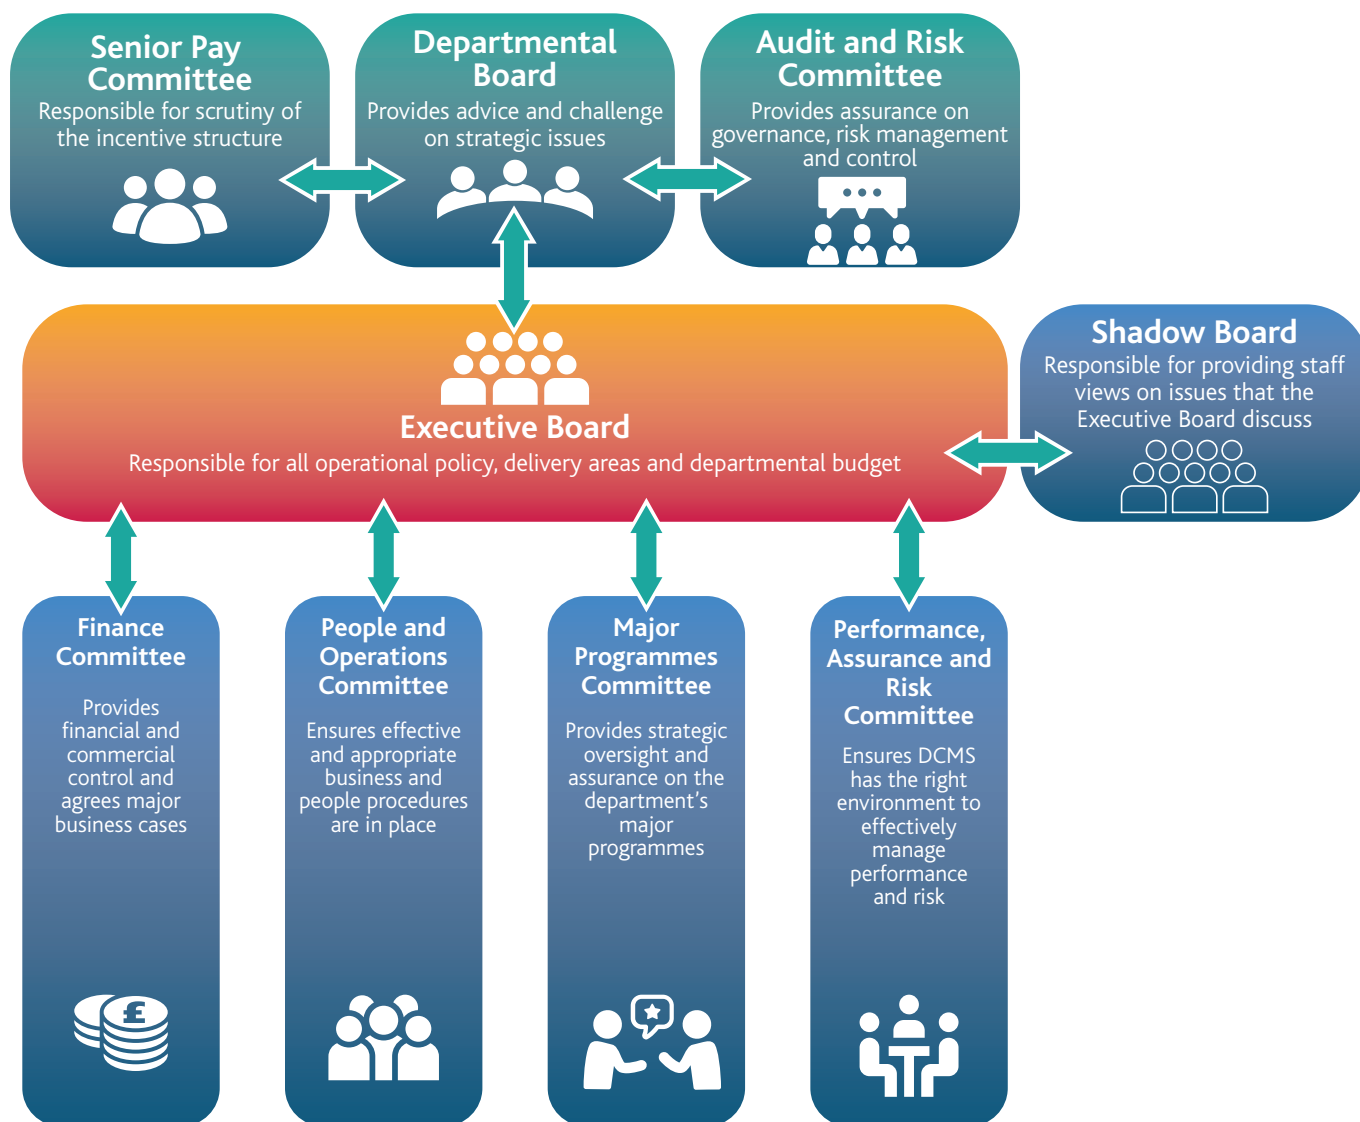 Senior Pay
Committee
Responsible for scrutiny of
the incentive structure
Departmental
Board
Provides advice and challenge
on strategic issues
Audit and Risk
Committee
Provides assurance on
governance, risk management
and control
Executive Board
Responsible for all operational policy, delivery areas and departmental budget
Shadow Board
Responsible for providing staff
views on issues that the
Executive Board discuss
Finance
Committee
Provides
financial and
commercial
control and
agrees major
business cases
£
People and
Operations
Committee
Ensures effective
and appropriate
business and
people procedures
are in place
Major
Programmes
Committee
Provides strategic
oversight and
assurance on the
department's
major
programmes
Performance,
Assurance and
Risk
Committee
Ensures DCMS
has the right
environment to
effectively
manage
performance
and risk